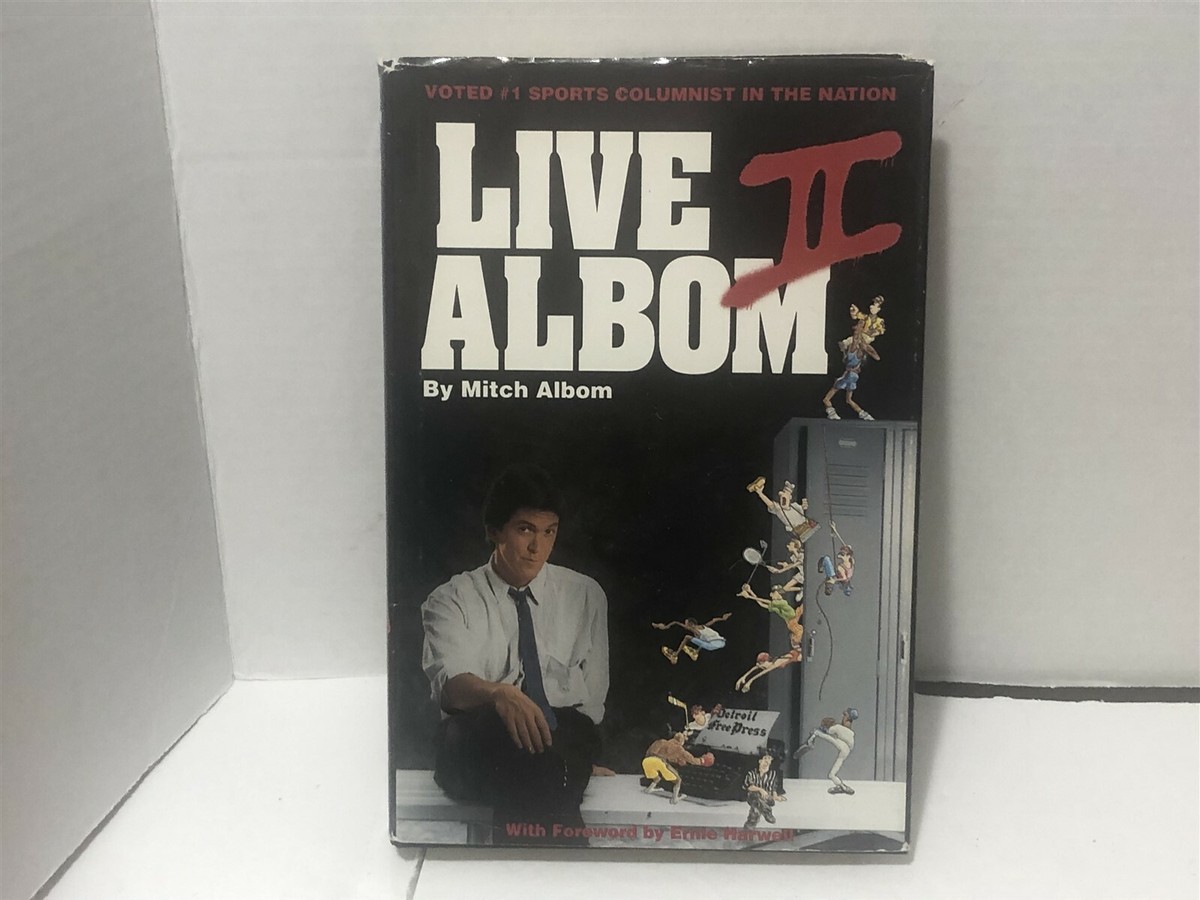 VOTED #1 SPORTS COLUMNIST IN THE NATION
LIVE
ALBOM
II
By Mitch Albom
Detroit
Free Press
With Foreword by Ernie Harwell